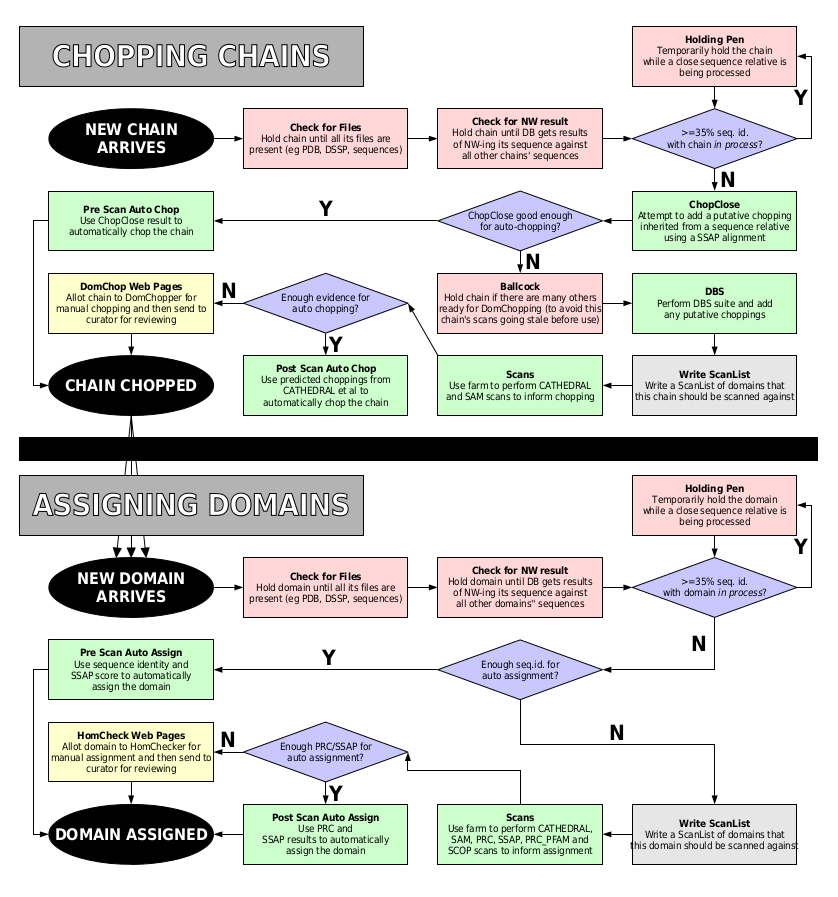 CHOPPING CHAINS
Holding Pen
Temporarily hold the chain
while a close sequence relative is
being processed
Y
NEW CHAIN
ARRIVES
Check for Files
Hold chain until all its files are
present (eg PDB, DSSP, sequences)
Check for NW result
Hold chain until DB gets results
of NW-ing its sequence against
all other chains' sequences
>=35% seq. id.
with chain in process?
N
Pre Scan Auto Chop
Use ChopClose result to
automatically chop the chain
Y
ChopClose good enough
for auto-chopping?
ChopClose
Attempt to add a putative chopping
inherited from a sequence relative
using a SSAP alignment
N
DomChop Web Pages
Allot chain to DomChopper for
manual chopping and then send to
curator for reviewing
N
Enough evidence for
auto chopping?
Ballcock
Hold chain if there are many others
ready for DomChopping (to avoid this
chain's scans going stale before use)
DBS
Perform DBS suite and add
any putative choppings
Y
CHAIN CHOPPED
Post Scan Auto Chop
Use predicted choppings from
CATHEDRAL et al to
automatically chop the chain
Scans
Use farm to perform CATHEDRAL
and SAM scans to inform chopping
Write ScanList
Write a ScanList of domains that
this chain should be scanned against
ASSIGNING DOMAINS
Holding Pen
Temporarily hold the domain
while a close sequence relative is
being processed
Y
NEW DOMAIN
ARRIVES
Check for Files
Hold domain until all its files are
present (eg PDB, DSSP, sequences)
Check for NW result
Hold domain until DB gets results
of NW-ing its sequence against
all other domains" sequences
>=35% seq. id.
with domain in process?
N
Pre Scan Auto Assign
Use sequence identity and
SSAP score to automatically
assign the domain
Y
Enough seq.id. for
auto assignment?
N
HomCheck Web Pages
Allot domain to HomChecker for
manual assignment and then send to
curator for reviewing
N
Enough PRC/SSAP for
auto assignment?
Y
DOMAIN ASSIGNED
Post Scan Auto Assign
Use PRC and
SSAP results to automatically
assign the domain
Scans
Use farm to perform CATHEDRAL,
SAM, PRC, SSAP, PRC_PFAM and
SCOP scans to inform assignment
Write ScanList
Write a ScanList of domains that
this domain should be scanned against